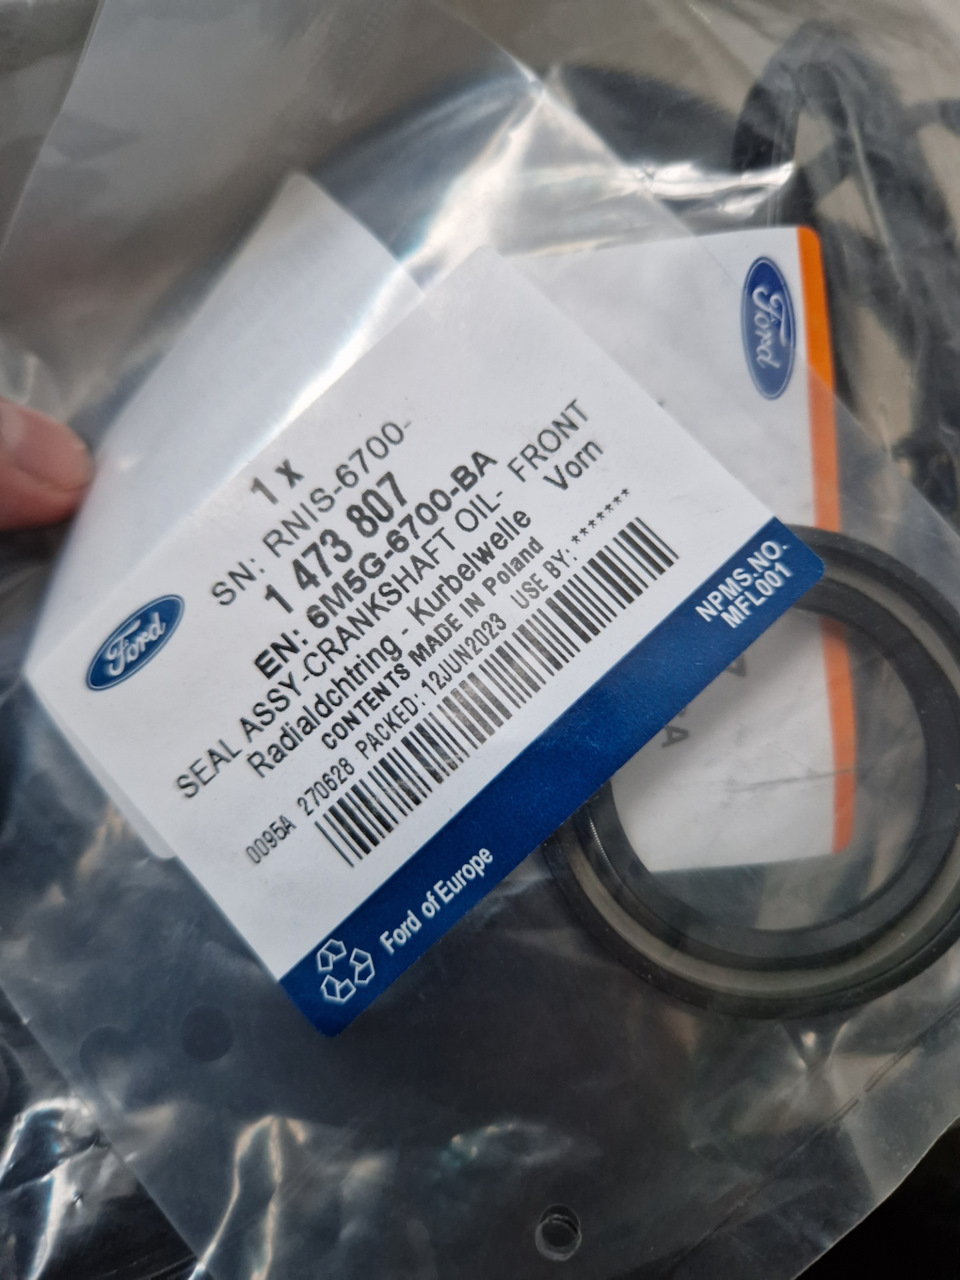 1 x
SN: RNIS-6700-
1 473 807
EN: 6M5G-6700-BA
SEAL ASSY-CRANKSHAFT OIL- FRONT
Radialdchtring - Kurbelwelle Vorn
CONTENTS MADE IN Poland
0095A 270628 PACKED: 12JUN2023 USE BY: *******
Ford
NPMS.NO.
MFL001
Ford of Europe
Ford